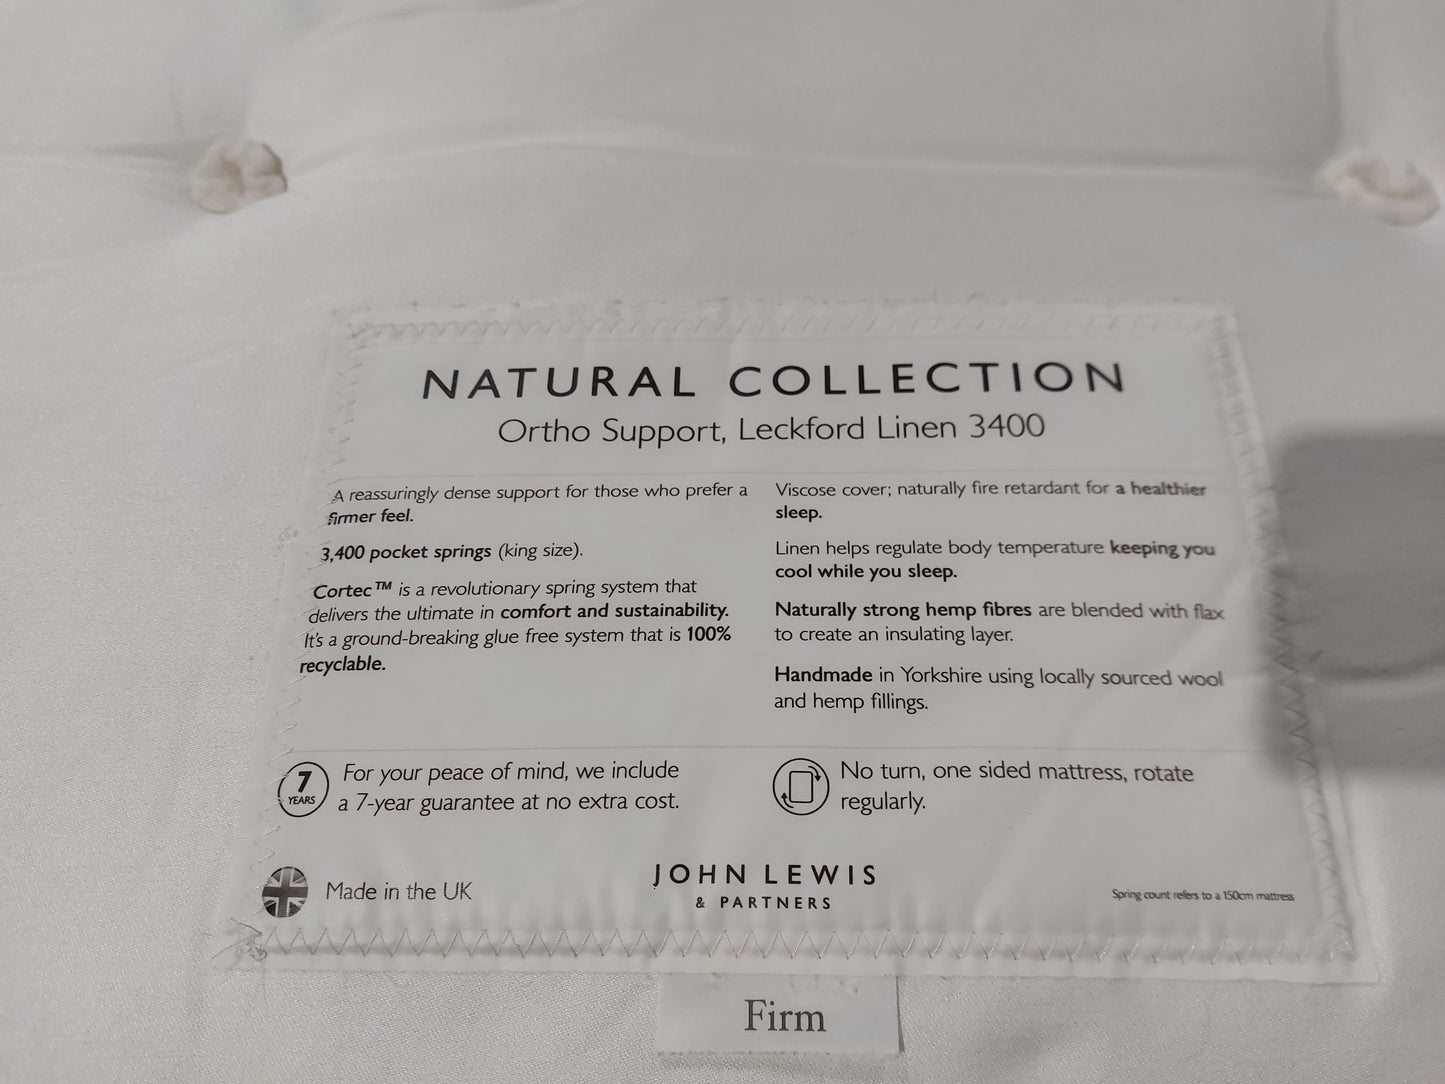 NATURAL COLLECTION
Ortho Support, Leckford Linen 3400
A reassuringly dense support for those who prefer a
firmer feel.
3,400 pocket springs (king size).
Cortec™ is a revolutionary spring system that
delivers the ultimate in comfort and sustainability.
It's a ground-breaking glue free system that is 100%
recyclable.
Viscose cover; naturally fire retardant for a healthier
sleep.
Linen helps regulate body temperature keeping you
cool while you sleep.
Naturally strong hemp fibres are blended with flax
to create an insulating layer.
Handmade in Yorkshire using locally sourced wool
and hemp fillings.
7
YEARS
For your peace of mind, we include
a 7-year guarantee at no extra cost.
No turn, one sided mattress, rotate
regularly.
Made in the UK
JOHN LEWIS
& PARTNERS
Spring count refers to a 150cm mattress
Firm